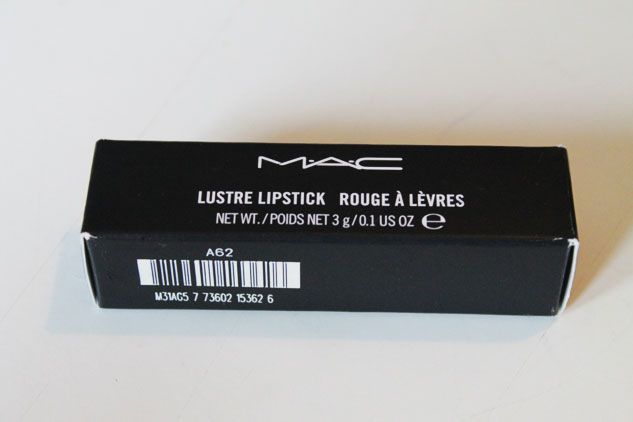 M·A·C
LUSTRE LIPSTICK ROUGE À LÈVRES
NET WT./POIDS NET 3 g/0.1 US OZ ℮
A62
M31AG5 7 73602 15362 6